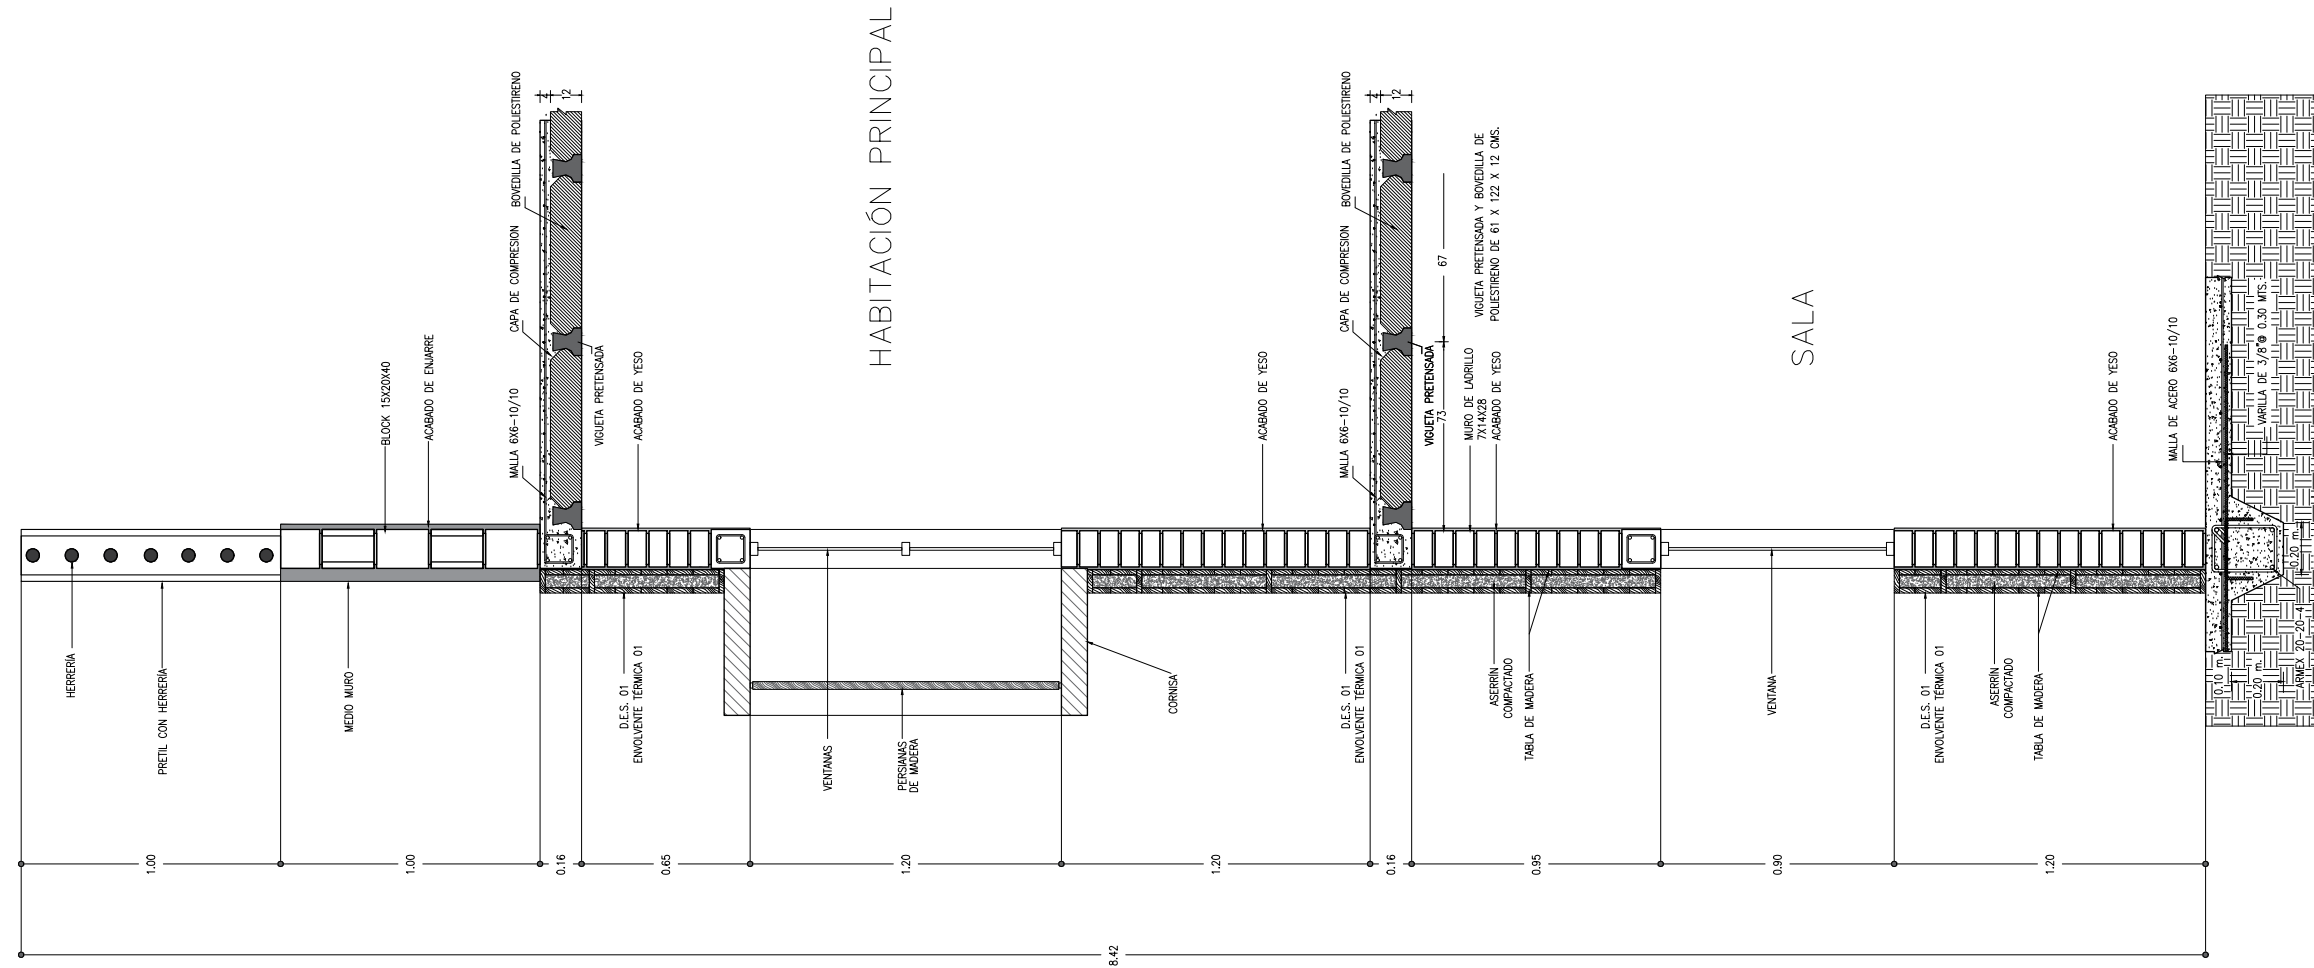 HERRERÍA
PRETIL CON HERRERÍA
MEDIO MURO
BLOCK 15X20X40
ACABADO DE ENJARRE
MALLA 6X6-10/10
CAPA DE COMPRESION
BOVEDILLA DE POLIESTIRENO
4
12
VIGUETA PRETENSADA
ACABADO DE YESO
D.E.S. 01
ENVOLVENTE TÉRMICA 01
HABITACIÓN PRINCIPAL
VENTANAS
PERSIANAS
DE MADERA
CORNISA
ACABADO DE YESO
MALLA 6X6-10/10
CAPA DE COMPRESION
BOVEDILLA DE POLIESTIRENO
4
12
D.E.S. 01
ENVOLVENTE TÉRMICA 01
VIGUETA PRETENSADA
73
67
MURO DE LADRILLO
7X14X28
ACABADO DE YESO
VIGUETA PRETENSADA Y BOVEDILLA DE
POLIESTIRENO DE 61 X 122 X 12 CMS.
ASERRÍN
COMPACTADO
TABLA DE MADERA
SALA
VENTANA
D.E.S. 01
ENVOLVENTE TÉRMICA 01
ASERRÍN
COMPACTADO
TABLA DE MADERA
ACABADO DE YESO
MALLA DE ACERO 6X6-10/10
VARILLA DE 3/8"@ 0.30 MTS.
0.10 m.
0.20 m.
0.20 m.
ARMEX 20-20-4
1.00
1.00
0.16
0.65
1.20
1.20
0.16
0.95
0.90
1.20
8.42